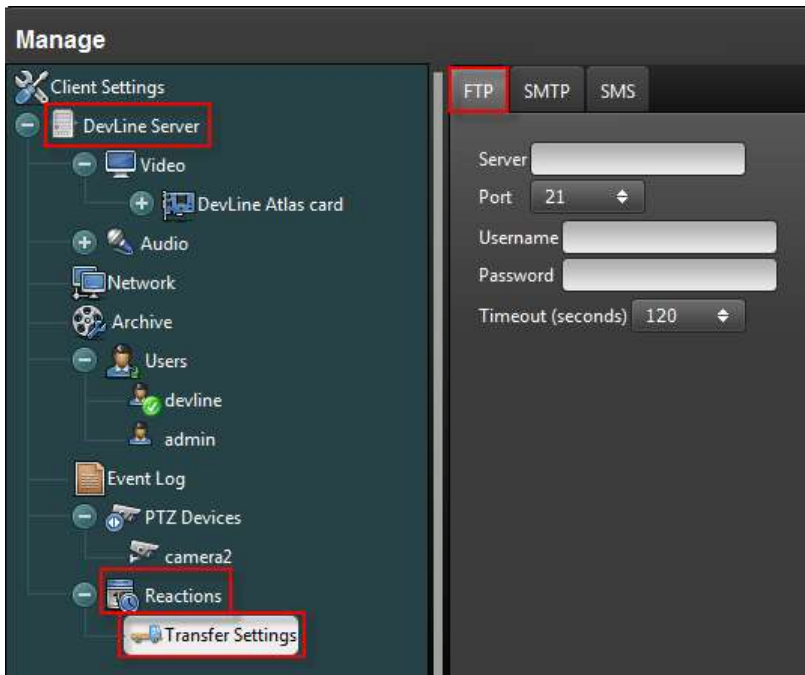 Manage
Client Settings
DevLine Server
Video
DevLine Atlas card
Audio
Network
Archive
Users
devline
admin
Event Log
PTZ Devices
camera2
Reactions
Transfer Settings
FTP SMTP SMS
Server
Port 21
Username
Password
Timeout (seconds) 120